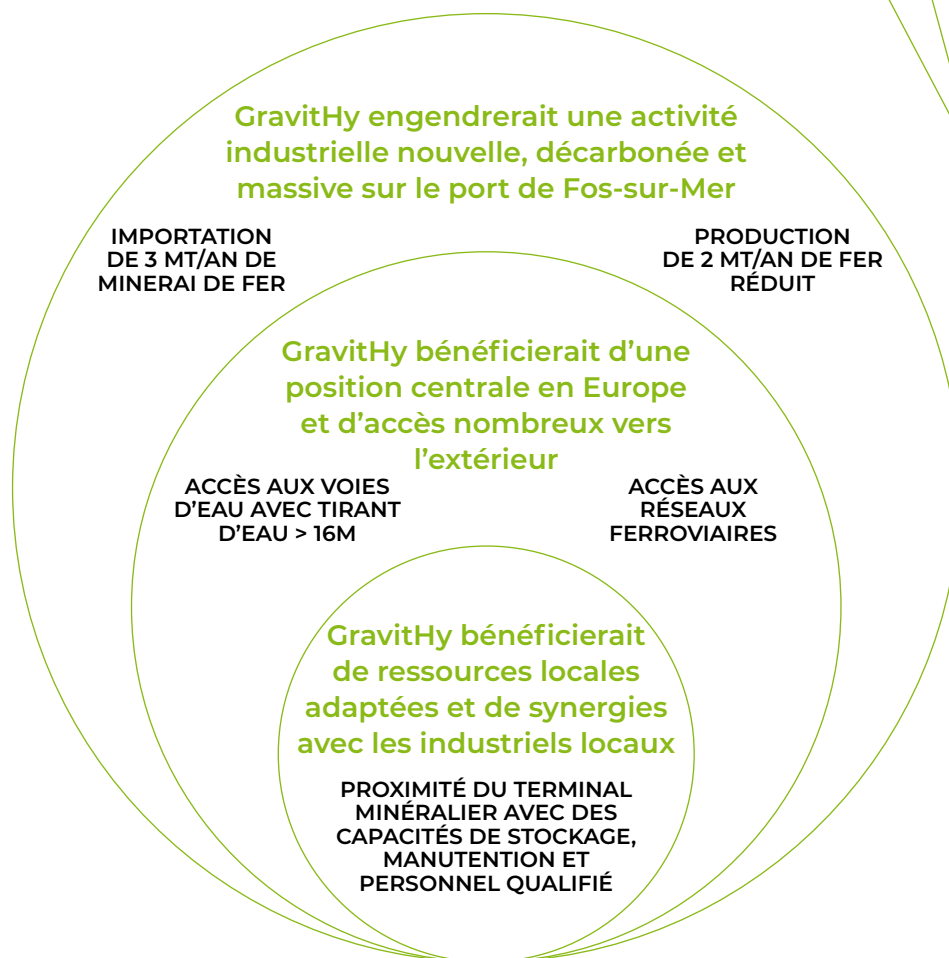 GravitHy engendrerait une activité
industrielle nouvelle, décarbonée et
massive sur le port de Fos-sur-Mer
IMPORTATION
DE 3 MT/AN DE
MINERAI DE FER
PRODUCTION
DE 2 MT/AN DE FER
RÉDUIT
GravitHy bénéficierait d’une
position centrale en Europe
et d’accès nombreux vers
l’extérieur
ACCÈS AUX VOIES
D’EAU AVEC TIRANT
D’EAU > 16M
ACCÈS AUX
RÉSEAUX
FERROVIAIRES
GravitHy bénéficierait
de ressources locales
adaptées et de synergies
avec les industriels locaux
PROXIMITÉ DU TERMINAL
MINÉRALIER AVEC DES
CAPACITÉS DE STOCKAGE,
MANUTENTION ET
PERSONNEL QUALIFIÉ